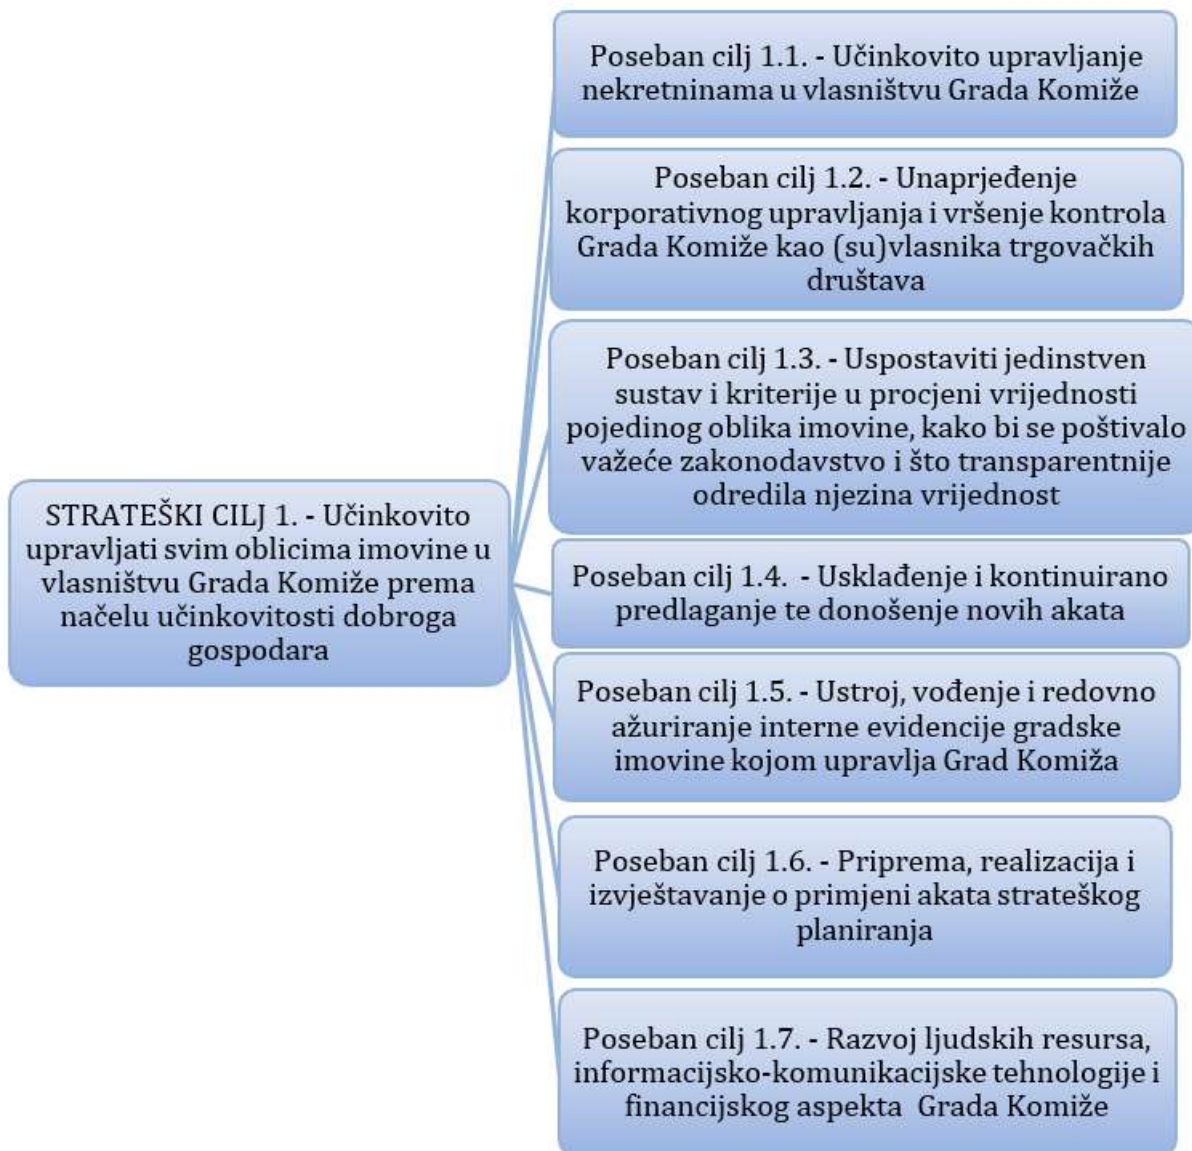 STRATEŠKI CILJ 1. - Učinkovito
upravljati svim oblicima imovine u
vlasništvu Grada Komiže prema
načelu učinkovitosti dobroga
gospodara
Poseban cilj 1.1. - Učinkovito upravljanje
nekretninama u vlasništvu Grada Komiže
Poseban cilj 1.2. - Unaprjeđenje
korporativnog upravljanja i vršenje kontrola
Grada Komiže kao (su)vlasnika trgovačkih
društava
Poseban cilj 1.3. - Uspostaviti jedinstven
sustav i kriterije u procjeni vrijednosti
pojedinog oblika imovine, kako bi se poštivalo
važeće zakonodavstvo i što transparentnije
odredila njezina vrijednost
Poseban cilj 1.4. - Usklađenje i kontinuirano
predlaganje te donošenje novih akata
Poseban cilj 1.5. - Ustroj, vođenje i redovno
ažuriranje interne evidencije gradske
imovine kojom upravlja Grad Komiža
Poseban cilj 1.6. - Priprema, realizacija i
izvještavanje o primjeni akata strateškog
planiranja
Poseban cilj 1.7. - Razvoj ljudskih resursa,
informacijsko-komunikacijske tehnologije i
financijskog aspekta Grada Komiže